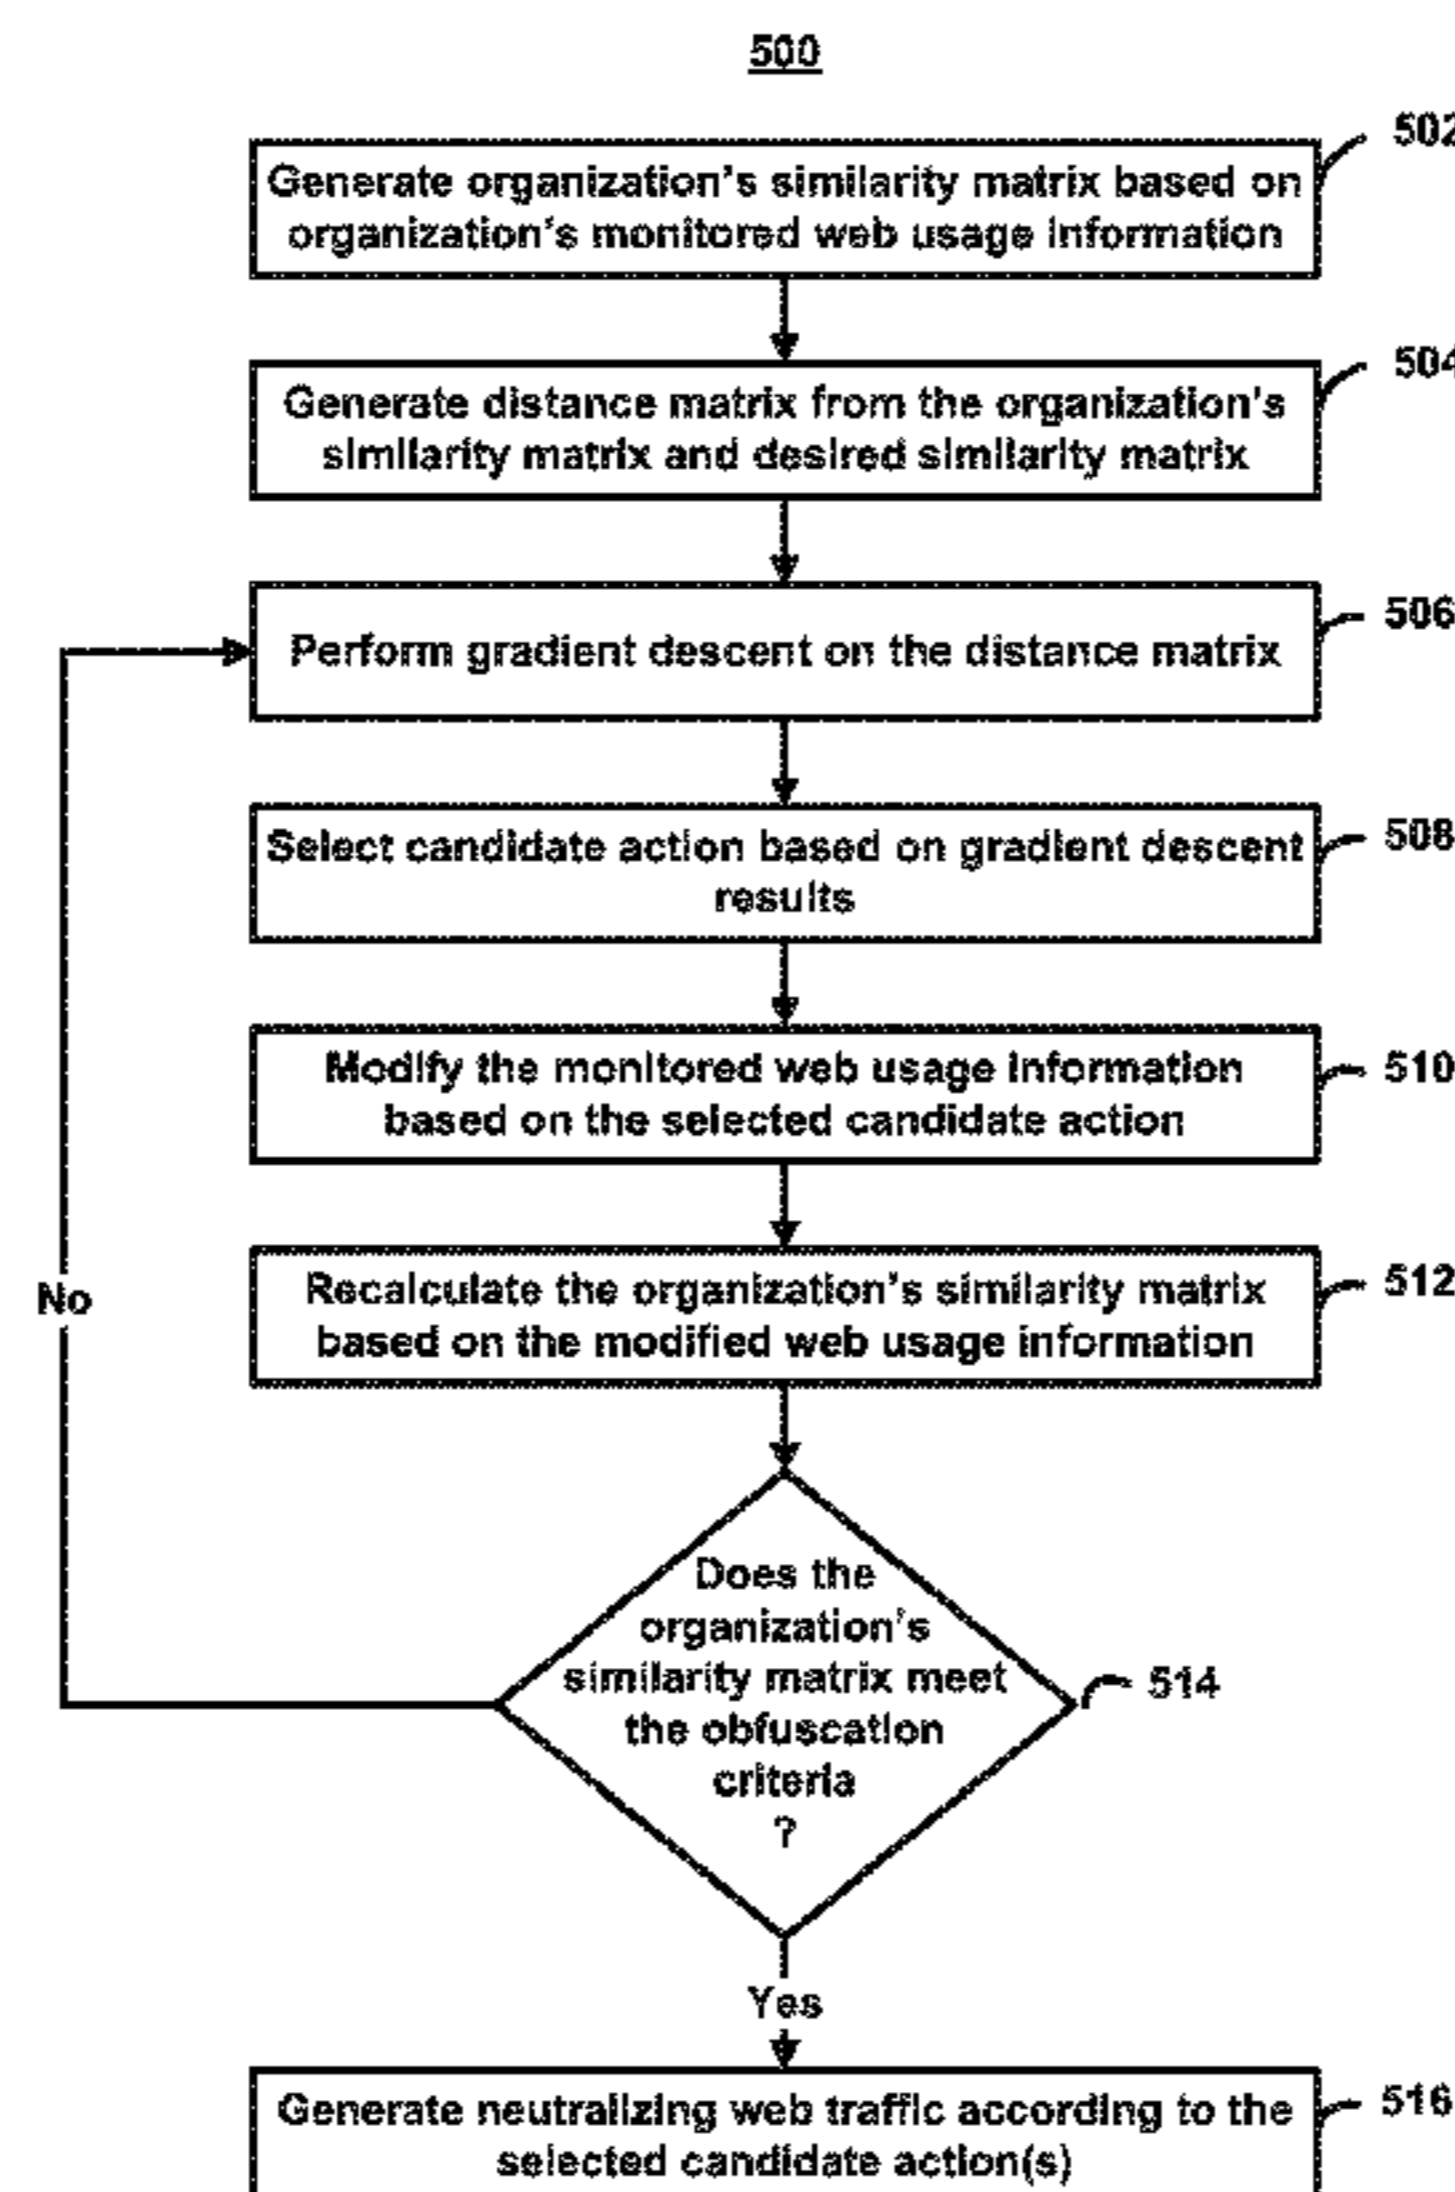 500
502
Generate organization's similarity matrix based on
organization's monitored web usage information
504
Generate distance matrix from the organization's
similarity matrix and desired similarity matrix
506
Perform gradient descent on the distance matrix
508
Select candidate action based on gradient descent
results
510
Modify the monitored web usage information
based on the selected candidate action
512
Recalculate the organization's similarity matrix
based on the modified web usage information
No
Does the
organization's
similarity matrix meet
the obfuscation
criteria
?
514
Yes
516
Generate neutralizing web traffic according to the
selected candidate action(s)